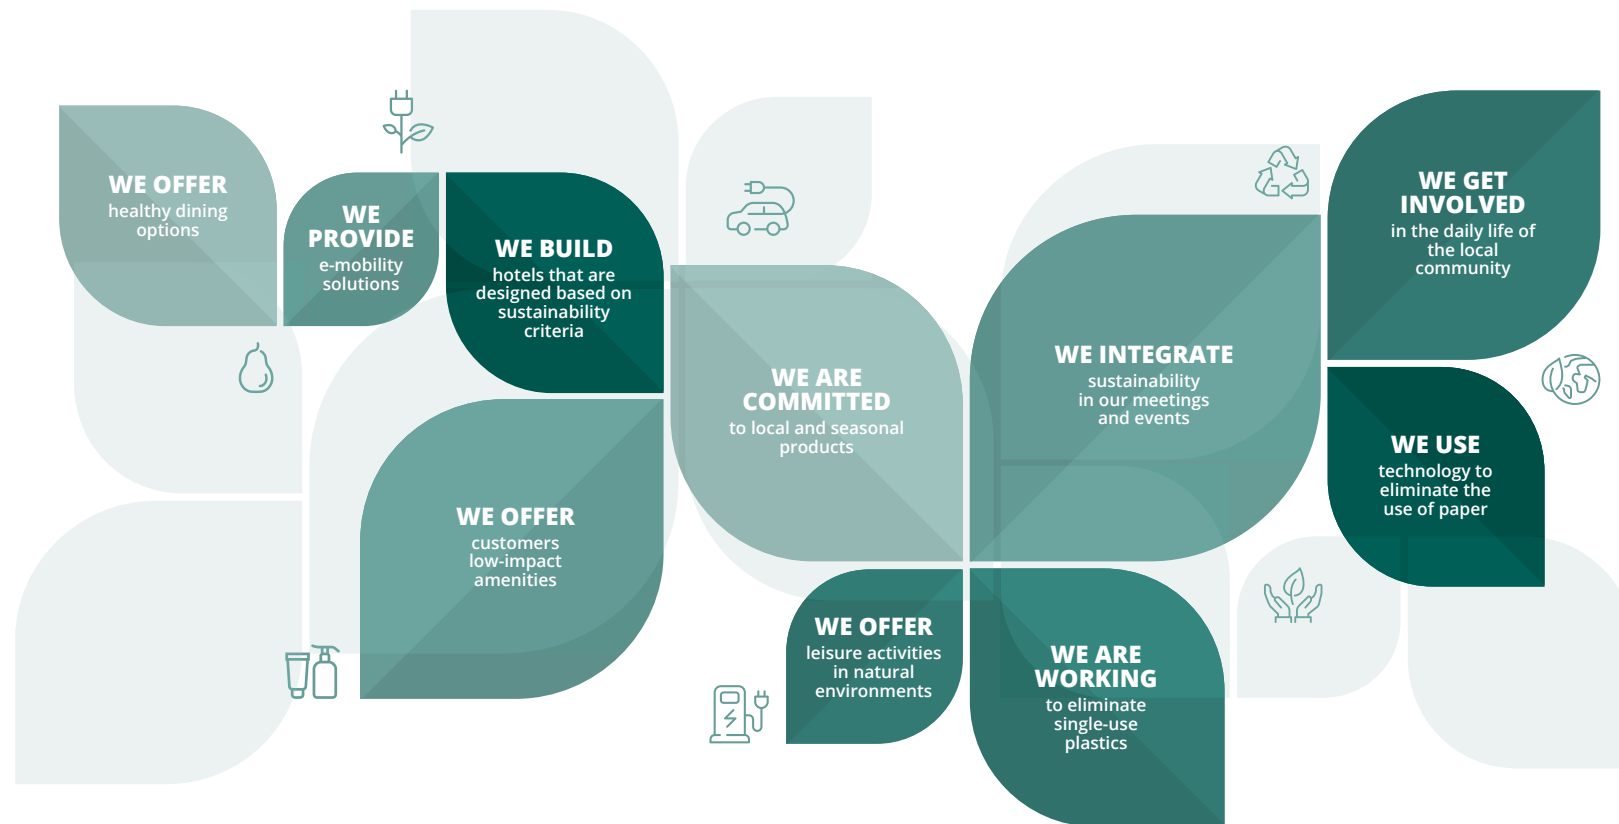 WE OFFER
healthy dining
options
WE
PROVIDE
e-mobility
solutions
WE BUILD
hotels that are
designed based on
sustainability
criteria
WE OFFER
customers
low-impact
amenities
WE ARE
COMMITTED
to local and seasonal
products
WE OFFER
leisure activities
in natural
environments
WE INTEGRATE
sustainability
in our meetings
and events
WE ARE
WORKING
to eliminate
single-use
plastics
WE GET
INVOLVED
in the daily life of
the local
community
WE USE
technology to
eliminate the
use of paper